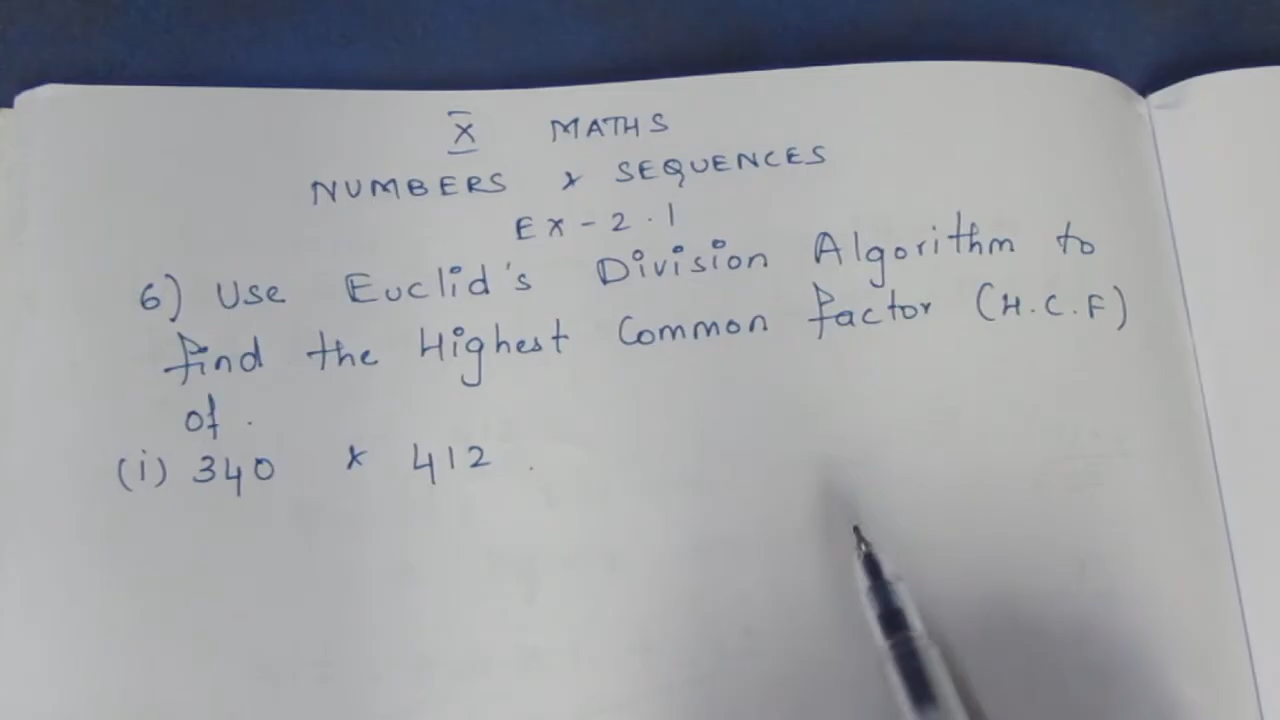 X MATHS
NUMBERS & SEQUENCES
Ex-2.1
6) Use Euclid's Division Algorithm to
find the Highest Common factor (H.C.F)
of.
(i) 340 & 412.